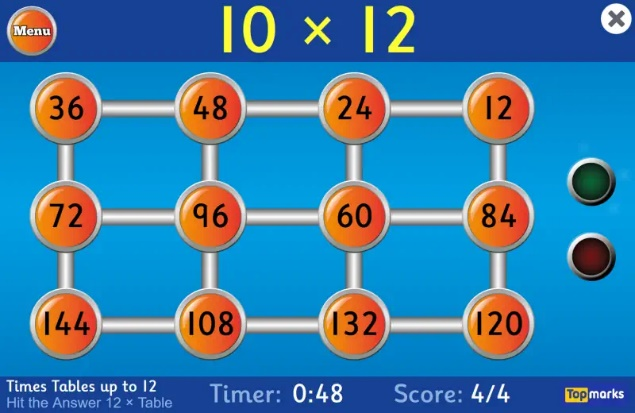 Menu
10 × 12
36 48 24 12
72 96 60 84
144 108 132 120
Times Tables up to 12
Hit the Answer 12 × Table
Timer: 0:48
Score: 4/4
Topmarks